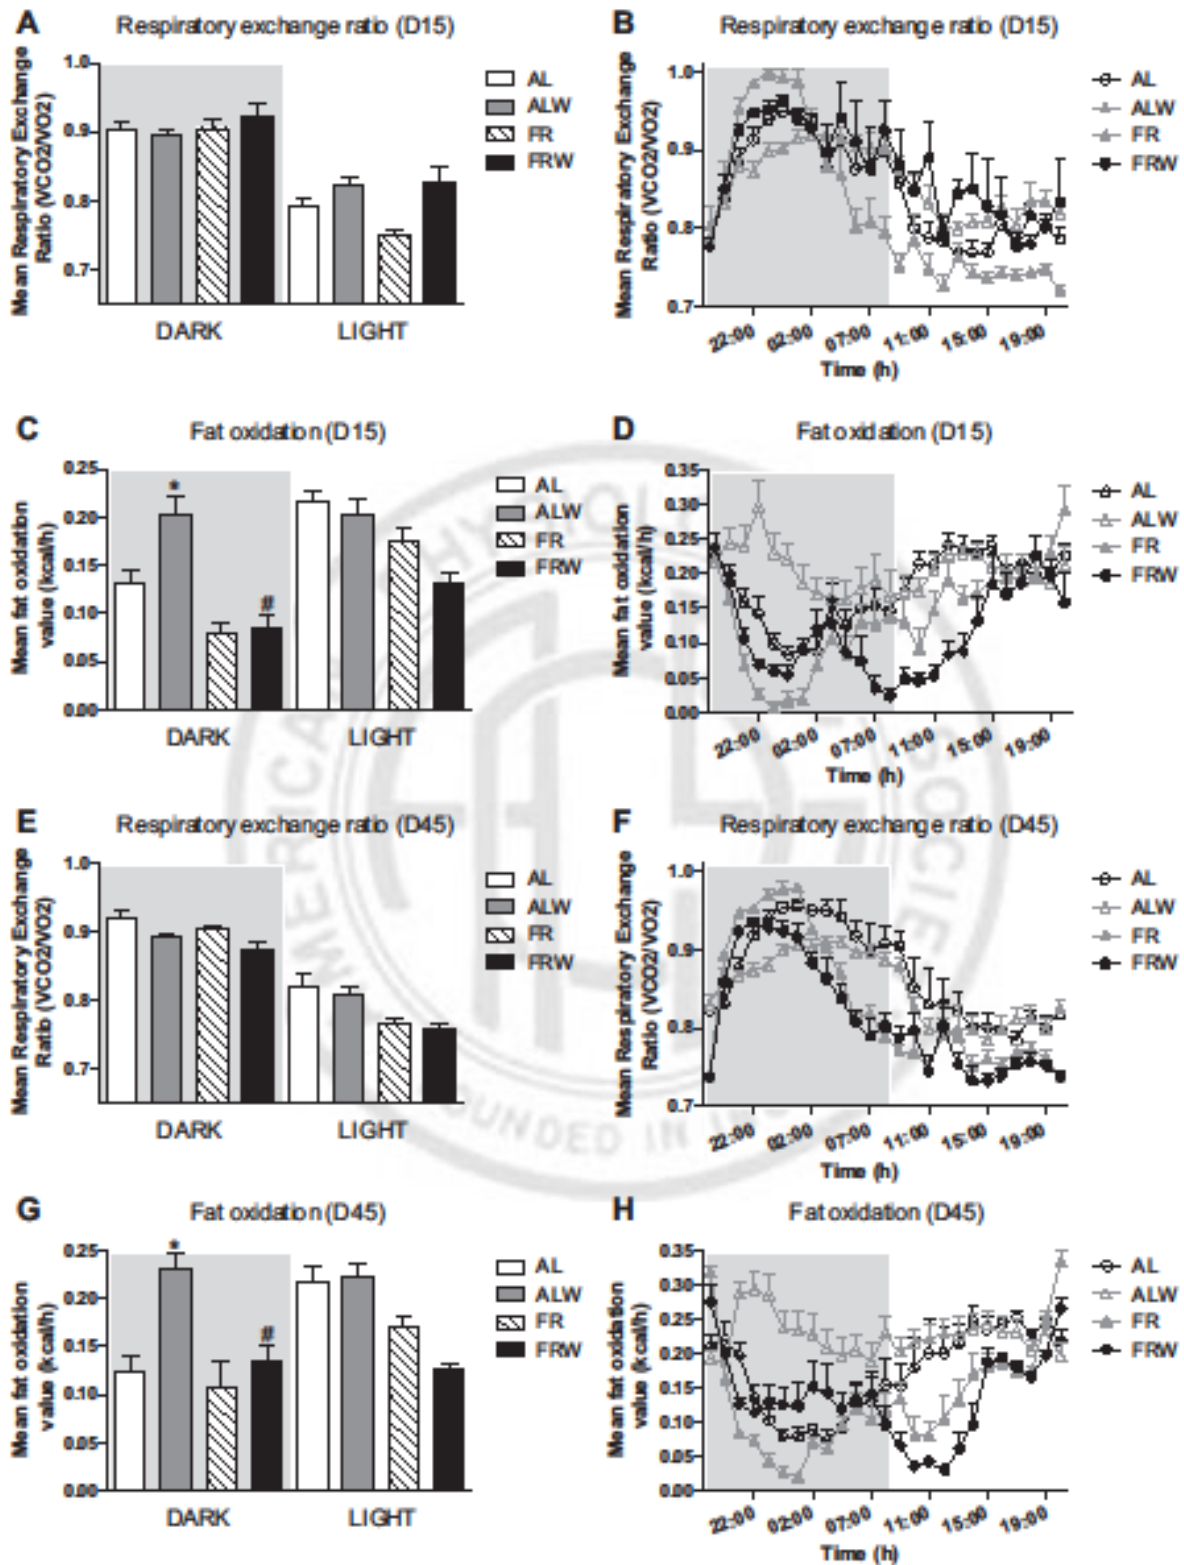 A Respiratory exchange ratio (D15)
Mean Respiratory Exchange
Ratio (VCO2/VO2)
1.0
0.9
0.8
0.7
DARK LIGHT
AL
ALW
FR
FRW
B Respiratory exchange ratio (D15)
Mean Respiratory Exchange
Ratio (VCO2/VO2)
1.0
0.9
0.8
0.7
22:00 02:00 07:00 11:00 15:00 19:00
Time (h)
AL
ALW
FR
FRW
C Fat oxidation (D15)
Mean fat oxidation
value (kcal/h)
0.25
0.20
0.15
0.10
0.05
0.00
*
#
DARK LIGHT
AL
ALW
FR
FRW
D Fat oxidation (D15)
Mean fat oxidation
value (kcal/h)
0.35
0.30
0.25
0.20
0.15
0.10
0.05
0.00
22:00 02:00 07:00 11:00 15:00 19:00
Time (h)
AL
ALW
FR
FRW
E Respiratory exchange ratio (D45)
Mean Respiratory Exchange
Ratio (VCO2/VO2)
1.0
0.9
0.8
0.7
DARK LIGHT
AL
ALW
FR
FRW
F Respiratory exchange ratio (D45)
Mean Respiratory Exchange
Ratio (VCO2/VO2)
1.0
0.9
0.8
0.7
22:00 02:00 07:00 11:00 15:00 19:00
Time (h)
AL
ALW
FR
FRW
G Fat oxidation (D45)
Mean fat oxidation
value (kcal/h)
0.25
0.20
0.15
0.10
0.05
0.00
*
#
DARK LIGHT
AL
ALW
FR
FRW
H Fat oxidation (D45)
Mean fat oxidation
value (kcal/h)
0.35
0.30
0.25
0.20
0.15
0.10
0.05
0.00
22:00 02:00 07:00 11:00 15:00 19:00
Time (h)
AL
ALW
FR
FRW